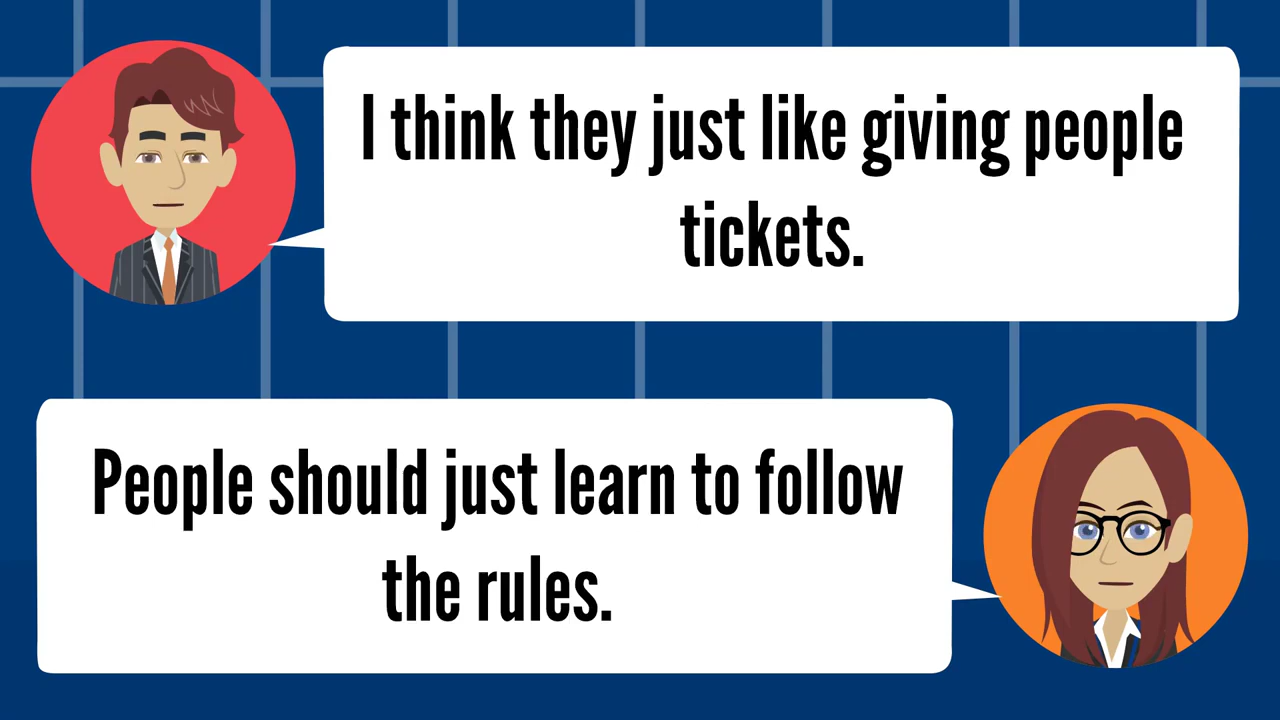 I think they just like giving people
tickets.
People should just learn to follow
the rules.